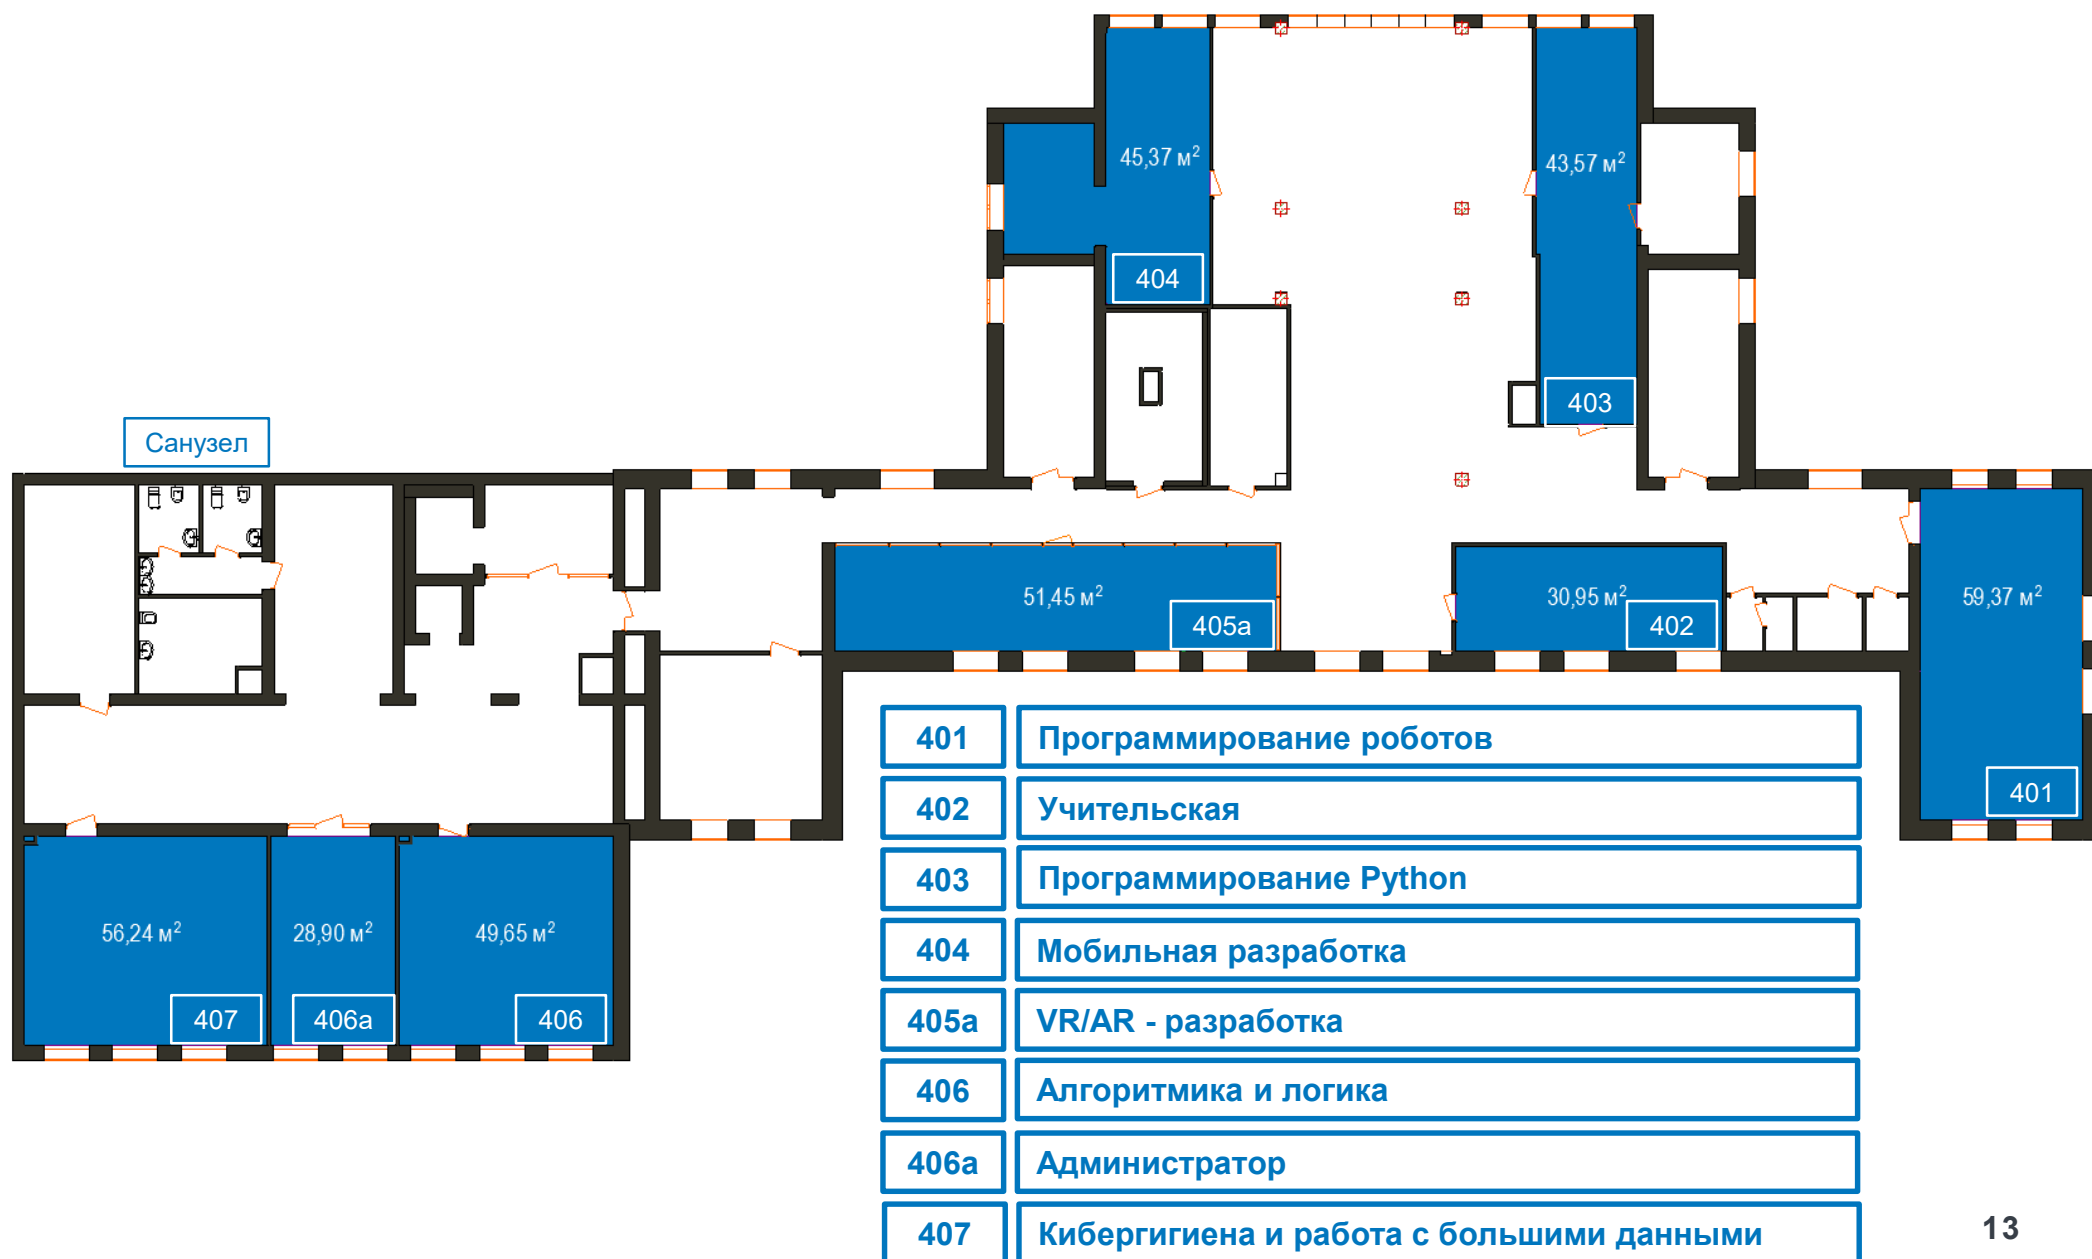 45,37 м²
43,57 м²
404
403
Санузел
51,45 м²
405а
30,95 м²
402
59,37 м²
401
56,24 м²
407
28,90 м²
406а
49,65 м²
406
401 Программирование роботов
402 Учительская
403 Программирование Python
404 Мобильная разработка
405а VR/AR - разработка
406 Алгоритмика и логика
406а Администратор
407 Кибергигиена и работа с большими данными
13